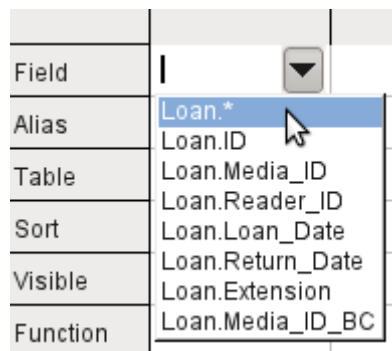 Field
Alias
Table
Sort
Visible
Function
Loan.*
Loan.ID
Loan.Media_ID
Loan.Reader_ID
Loan.Loan_Date
Loan.Return_Date
Loan.Extension
Loan.Media_ID_BC